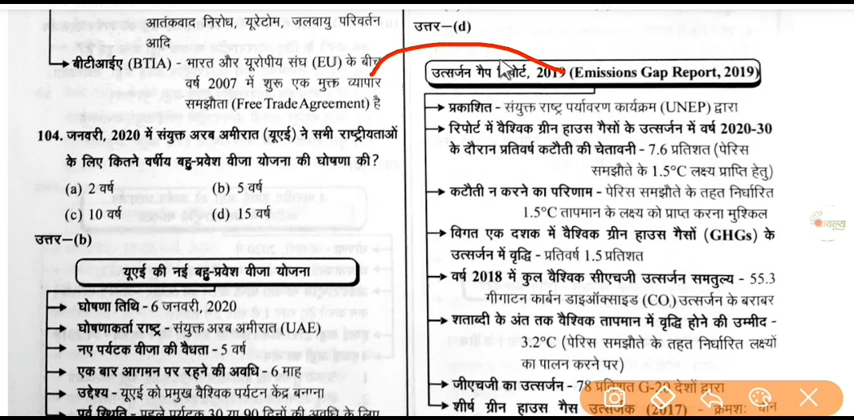 आतंकवाद निरोध, यूरेटोम, जलवायु परिवर्तन
आदि
बीटीआईए (BTIA) - भारत और यूरोपीय संघ (EU) के बीच
वर्ष 2007 में शुरू एक मुक्त व्यापार
समझौता (Free Trade Agreement) है
104. जनवरी, 2020 में संयुक्त अरब अमीरात (यूएई) ने सभी राष्ट्रीयताओं
के लिए कितने वर्षीय बहु-प्रवेश वीजा योजना की घोषणा की?
(a) 2 वर्ष (b) 5 वर्ष
(c) 10 वर्ष (d) 15 वर्ष
उत्तर—(b)
यूएई की नई बहु-प्रवेश वीजा योजना
घोषणा तिथि - 6 जनवरी, 2020
घोषणाकर्ता राष्ट्र - संयुक्त अरब अमीरात (UAE)
नए पर्यटक वीजा की वैधता - 5 वर्ष
एक बार आगमन पर रहने की अवधि - 6 माह
उद्देश्य - यूएई को प्रमुख वैश्विक पर्यटन केंद्र बनाना
पूर्व स्थिति - पहले पर्यटक 30 या 90 दिनों की अवधि के लिए
उत्तर—(d)
उत्सर्जन गैप 2019 (Emissions Gap Report, 2019)
प्रकाशित - संयुक्त राष्ट्र पर्यावरण कार्यक्रम (UNEP) द्वारा
रिपोर्ट में वैश्विक ग्रीन हाउस गैसों के उत्सर्जन में वर्ष 2020-30
के दौरान प्रतिवर्ष कटौती की चेतावनी - 7.6 प्रतिशत (पेरिस
समझौते के 1.5°C लक्ष्य प्राप्ति हेतु)
कटौती न करने का परिणाम - पेरिस समझौते के तहत निर्धारित
1.5°C तापमान के लक्ष्य को प्राप्त करना मुश्किल
विगत एक दशक में वैश्विक ग्रीन हाउस गैसों (GHGs) के
उत्सर्जन में वृद्धि - प्रतिवर्ष 1.5 प्रतिशत
वर्ष 2018 में कुल वैश्विक सीएचजी उत्सर्जन समतुल्य - 55.3
गीगाटन कार्बन डाइऑक्साइड (CO₂) उत्सर्जन के बराबर
शताब्दी के अंत तक वैश्विक तापमान में वृद्धि होने की उम्मीद -
3.2°C (पेरिस समझौते के तहत निर्धारित लक्ष्यों
का पालन करने पर)
जीएचजी का उत्सर्जन - 78 प्रतिशत G-20 देशों द्वारा
शीर्ष ग्रीन हाउस गैस उत्सर्जक (2017) - क्रमशः चीन